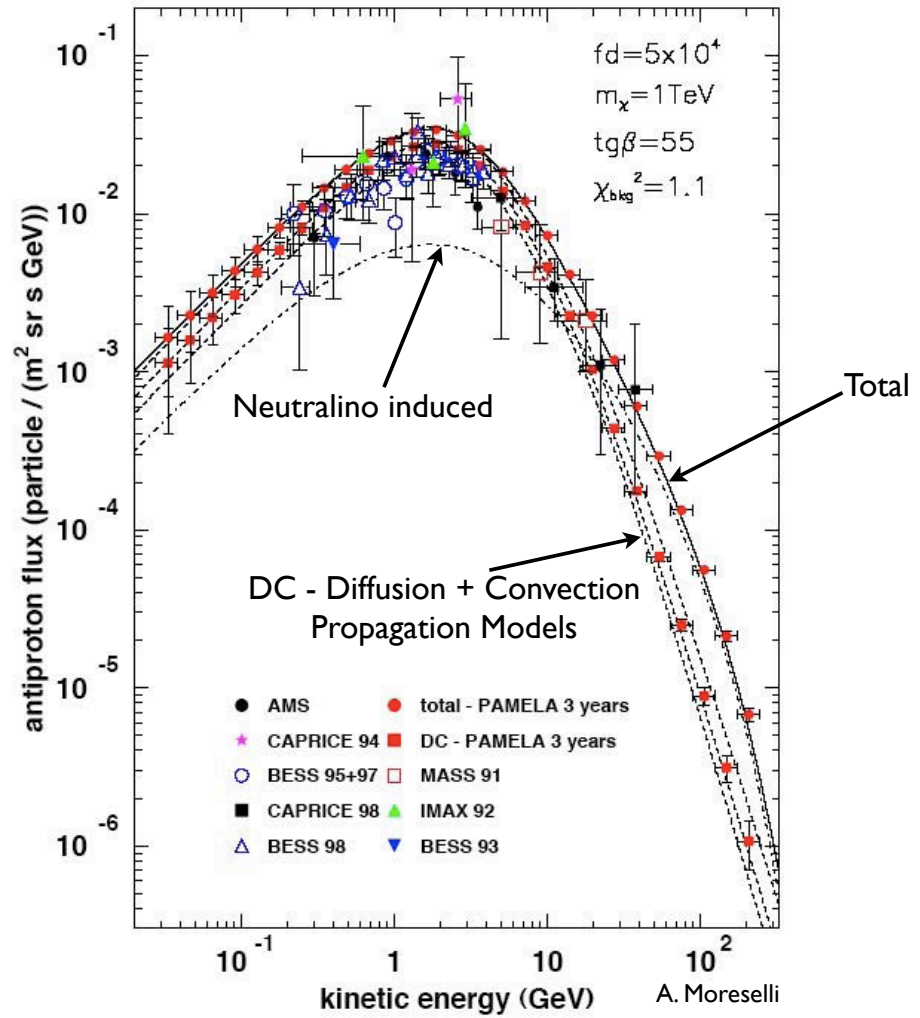 10⁻¹
10⁻²
10⁻³
10⁻⁴
10⁻⁵
10⁻⁶
antiproton flux (particle / (m² sr s GeV))
fd=5x10⁴
mᵪ=1TeV
tgβ=55
χ_bkg²=1.1
Neutralino induced
Total
DC - Diffusion + Convection
Propagation Models
AMS
CAPRICE 94
BESS 95+97
CAPRICE 98
BESS 98
total - PAMELA 3 years
DC - PAMELA 3 years
MASS 91
IMAX 92
BESS 93
10⁻¹ 1 10 10²
kinetic energy (GeV)
A. Moreselli